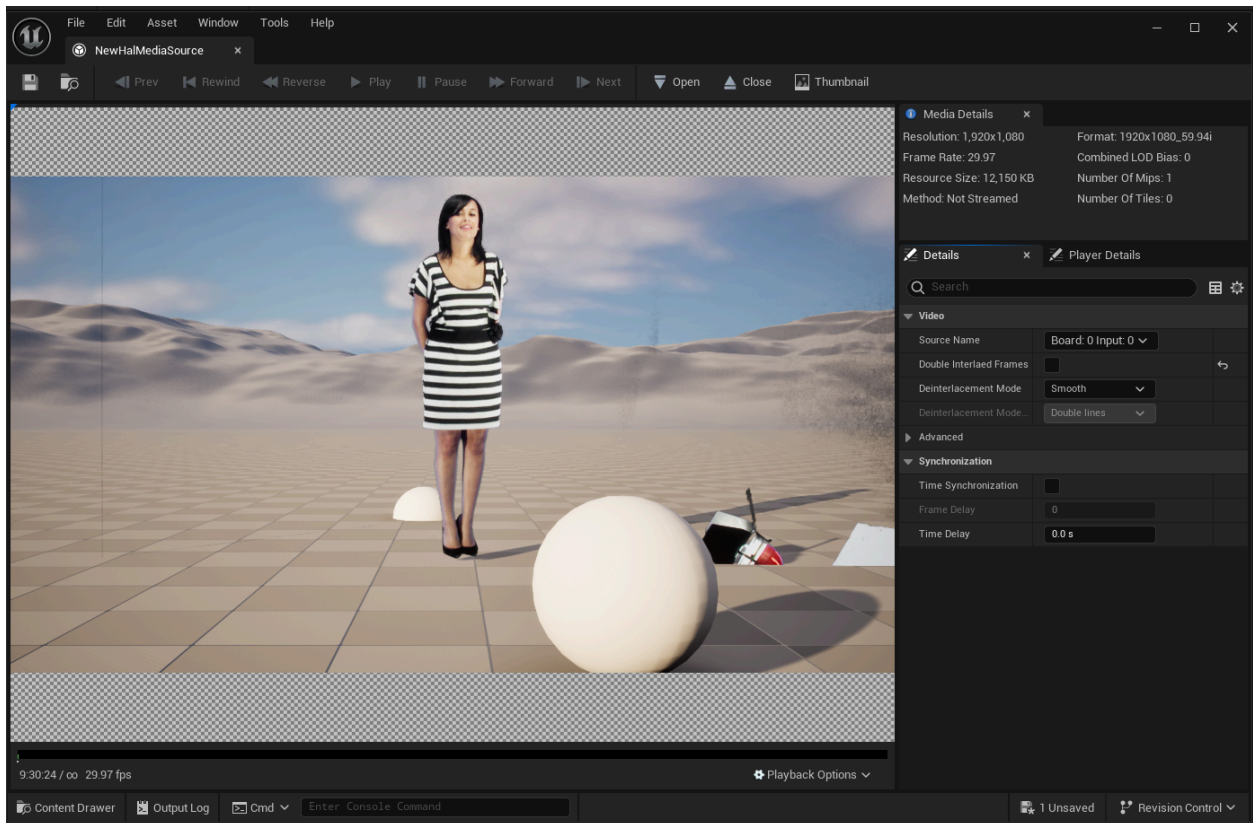 File Edit Asset Window Tools Help
NewHalMediaSource
Prev Rewind Reverse Play Pause Forward Next Open Close Thumbnail
Media Details
Resolution: 1,920x1,080 Format: 1920x1080_59.94i
Frame Rate: 29.97 Combined LOD Bias: 0
Resource Size: 12,150 KB Number Of Mips: 1
Method: Not Streamed Number Of Tiles: 0
Details Player Details
Search
Video
Source Name Board: 0 Input: 0
Double Interlaed Frames
Deinterlacement Mode Smooth
Deinterlacement Mode... Double lines
Advanced
Synchronization
Time Synchronization
Frame Delay 0
Time Delay 0.0 s
9:30:24 / ∞ 29.97 fps Playback Options
Content Drawer Output Log Cmd Enter Console Command 1 Unsaved Revision Control